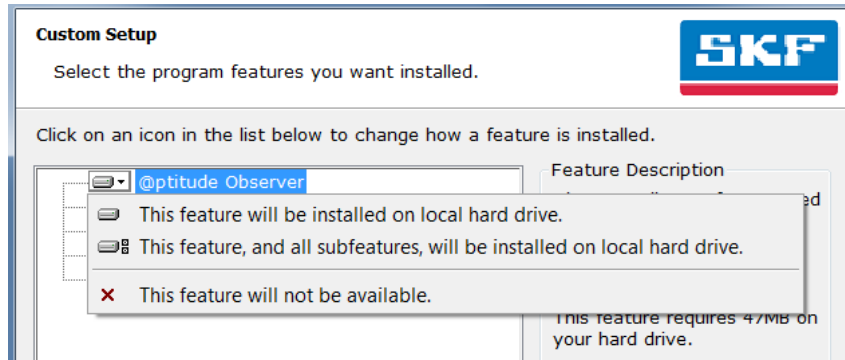 Custom Setup
Select the program features you want installed.
SKF
Click on an icon in the list below to change how a feature is installed.
@ptitude Observer
Feature Description
This feature will be installed on local hard drive.
This feature, and all subfeatures, will be installed on local hard drive.
This feature will not be available.
This feature requires 47MB on
your hard drive.